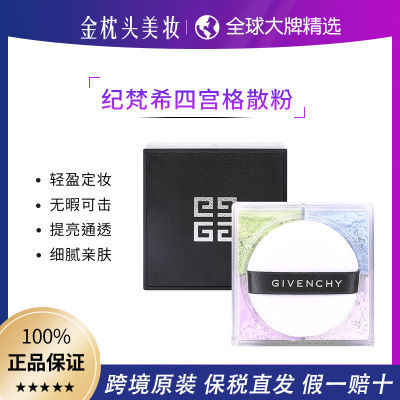 金枕头美妆 全球大牌精选
纪梵希四宫格散粉
轻盈定妆
无暇可击
提亮通透
细腻亲肤
GIVENCHY
100%
正品保证
★★★★★
跨境原装 保税直发 假一赔十